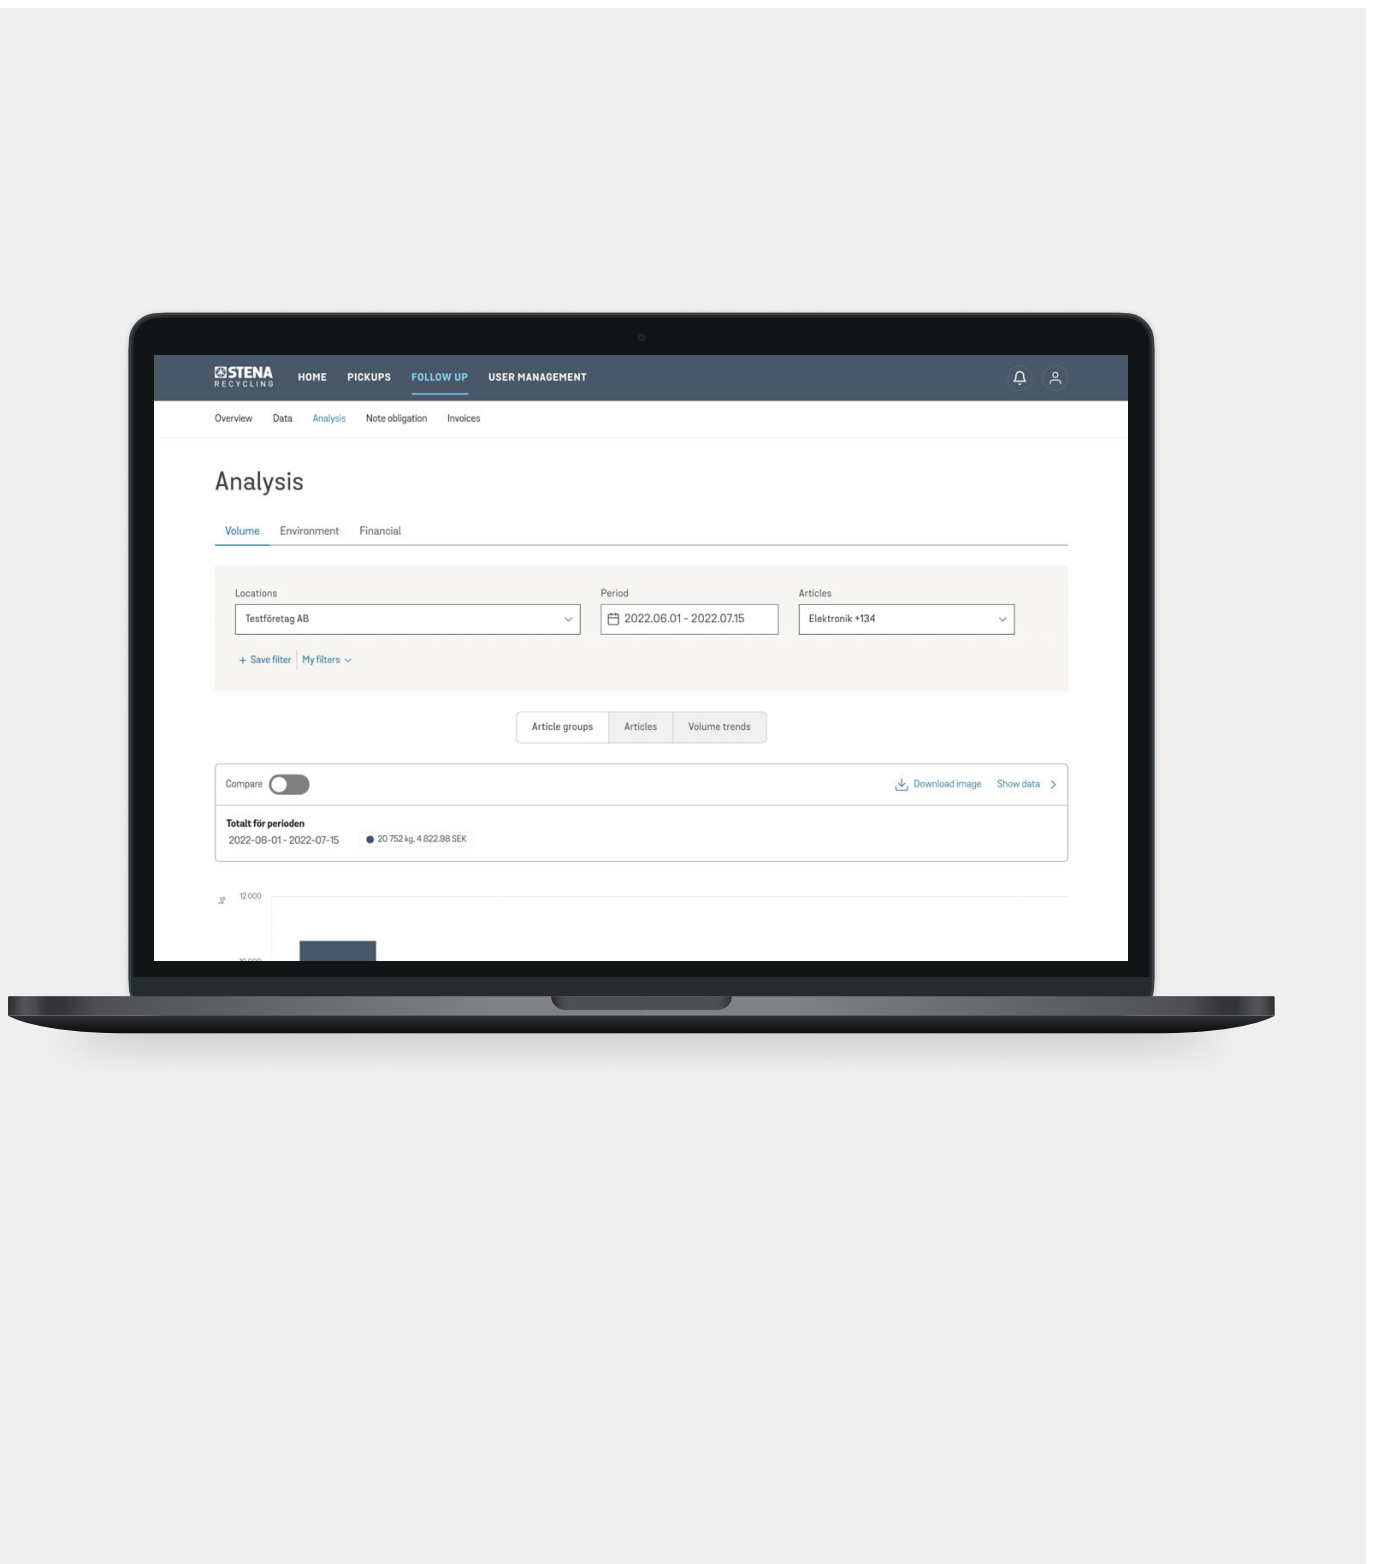 STENA
RECYCLING
HOME PICKUPS FOLLOW UP USER MANAGEMENT
Overview Data Analysis Note obligation Invoices
Analysis
Volume Environment Financial
Locations Period Articles
Testföretag AB 2022.06.01 - 2022.07.15 Elektronik +134
+ Save filter My filters
Article groups Articles Volume trends
Compare Download image Show data
Totalt för perioden
2022-06-01 - 2022-07-15 20 752 kg, 4 822.98 SEK
12 000
kg